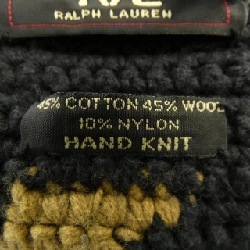 RALPH LAUREN
45% COTTON 45% WOOL
10% NYLON
HAND KNIT